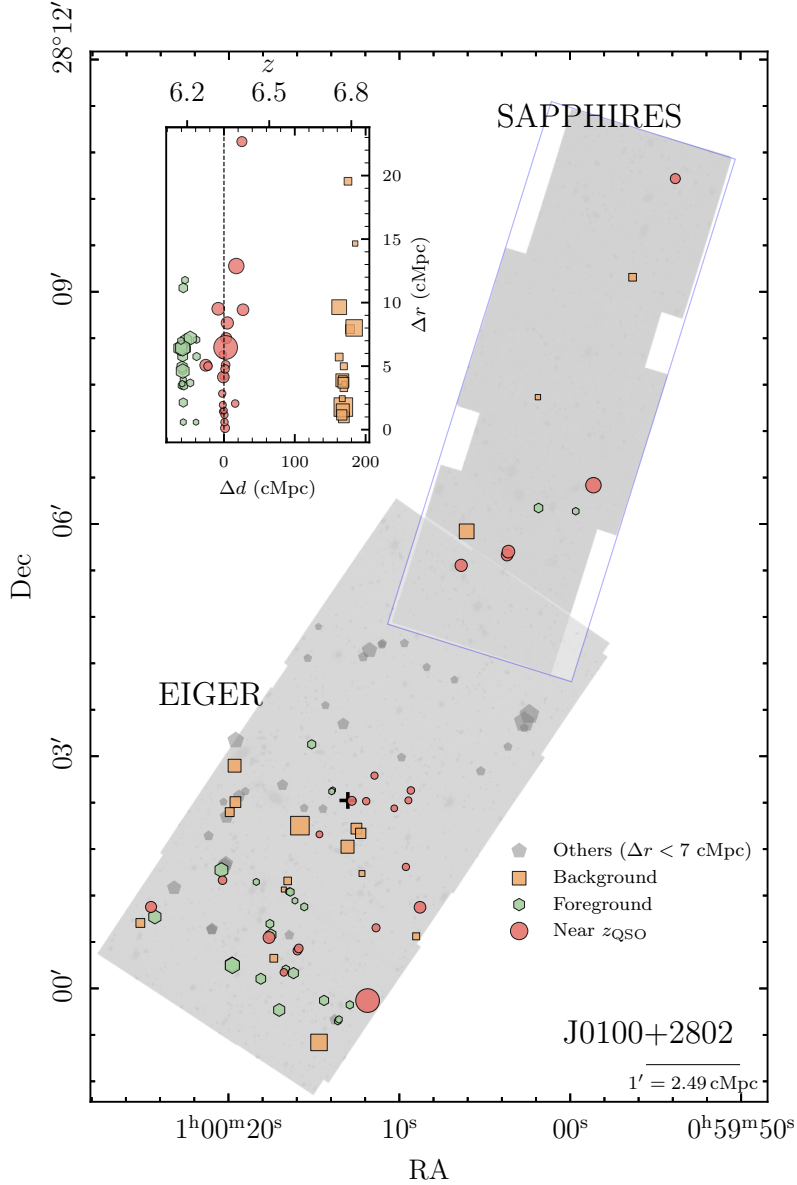 z
6.2 6.5 6.8
SAPPHIRES
20
15
10
5
0
Δr (cMpc)
0 100 200
Δd (cMpc)
28°12′
09′
06′
03′
00′
Dec
EIGER
Others (Δr < 7 cMpc)
Background
Foreground
Near z_QSO
J0100+2802
1′ = 2.49 cMpc
1ʰ00ᵐ20ˢ 10ˢ 00ˢ 0ʰ59ᵐ50ˢ
RA